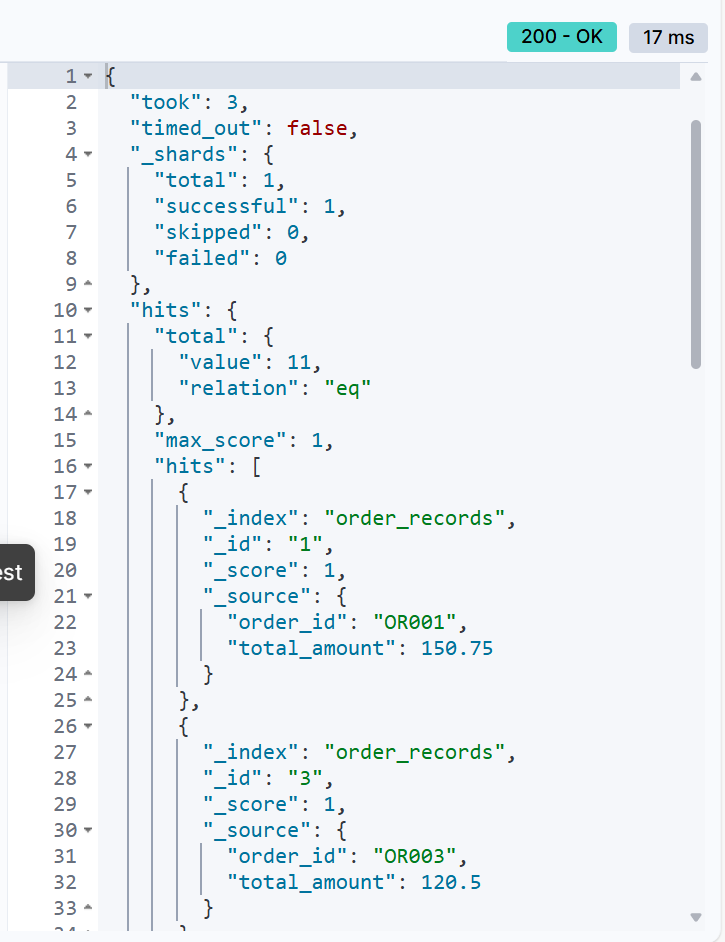 200 - OK 17 ms
1 {
2 "took": 3,
3 "timed_out": false,
4 "_shards": {
5 "total": 1,
6 "successful": 1,
7 "skipped": 0,
8 "failed": 0
9 },
10 "hits": {
11 "total": {
12 "value": 11,
13 "relation": "eq"
14 },
15 "max_score": 1,
16 "hits": [
17 {
18 "_index": "order_records",
19 "_id": "1",
est
20 "_score": 1,
21 "_source": {
22 "order_id": "OR001",
23 "total_amount": 150.75
24 }
25 },
26 {
27 "_index": "order_records",
28 "_id": "3",
29 "_score": 1,
30 "_source": {
31 "order_id": "OR003",
32 "total_amount": 120.5
33 }